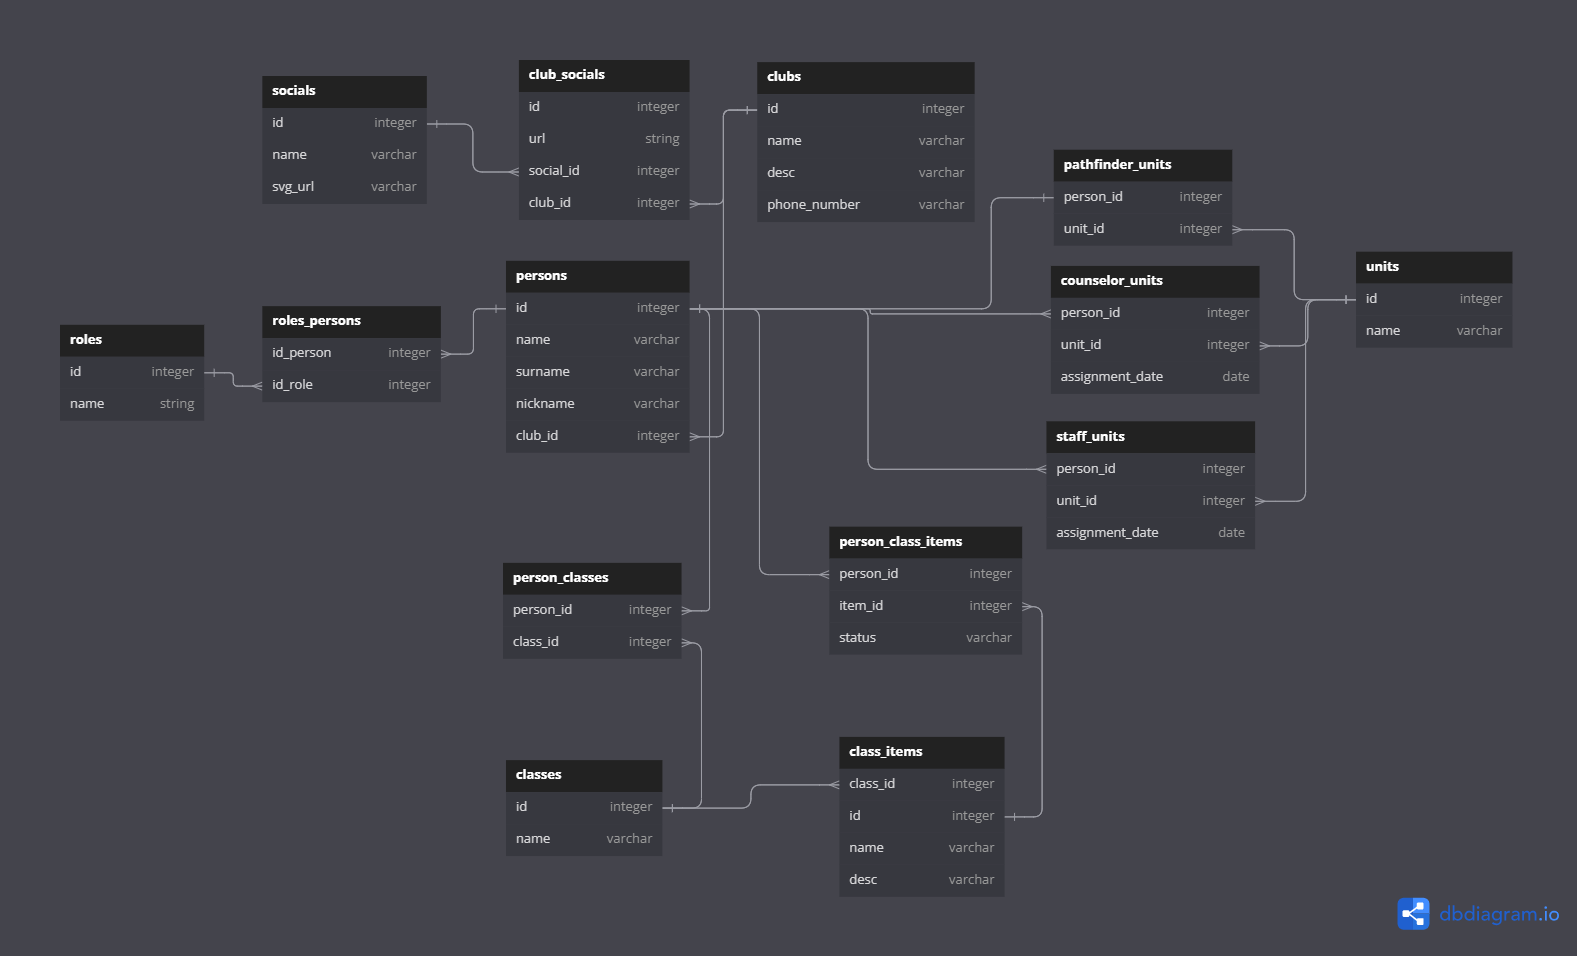 socials
id integer
name varchar
svg_url varchar
club_socials
id integer
url string
social_id integer
club_id integer
clubs
id integer
name varchar
desc varchar
phone_number varchar
pathfinder_units
person_id integer
unit_id integer
units
id integer
name varchar
counselor_units
person_id integer
unit_id integer
assignment_date date
persons
id integer
name varchar
surname varchar
nickname varchar
club_id integer
roles_persons
id_person integer
id_role integer
roles
id integer
name string
staff_units
person_id integer
unit_id integer
assignment_date date
person_class_items
person_id integer
item_id integer
status varchar
person_classes
person_id integer
class_id integer
classes
id integer
name varchar
class_items
class_id integer
id integer
name varchar
desc varchar
dbdiagram.io